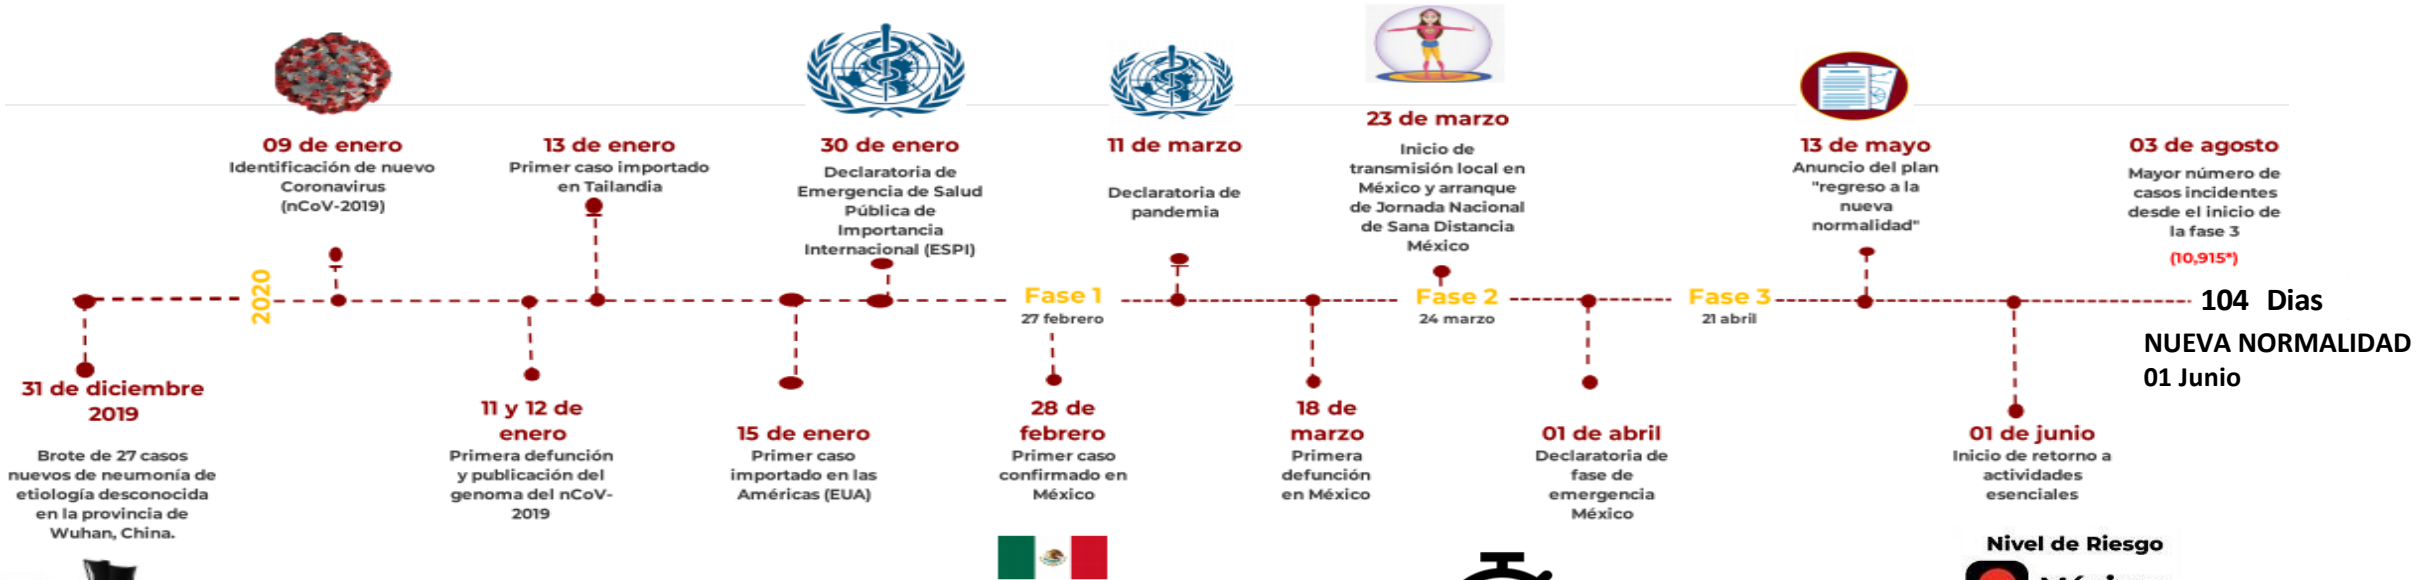 09 de enero
Identificación de nuevo
Coronavirus
(nCoV-2019)
13 de enero
Primer caso importado
en Tailandia
30 de enero
Declaratoria de
Emergencia de Salud
Pública de
Importancia
Internacional (ESPI)
11 de marzo
Declaratoria de
pandemia
23 de marzo
Inicio de
transmisión local en
México y arranque
de Jornada Nacional
de Sana Distancia
México
13 de mayo
Anuncio del plan
"regreso a la
nueva
normalidad"
03 de agosto
Mayor número de
casos incidentes
desde el inicio de
la fase 3
(10,915*)
2020
Fase 1
27 febrero
Fase 2
24 marzo
Fase 3
21 abril
104 Dias
NUEVA NORMALIDAD
01 Junio
31 de diciembre
2019
Brote de 27 casos
nuevos de neumonía de
etiología desconocida
en la provincia de
Wuhan, China.
11 y 12 de
enero
Primera defunción
y publicación del
genoma del nCoV-
2019
15 de enero
Primer caso
importado en las
Américas (EUA)
28 de
febrero
Primer caso
confirmado en
México
18 de
marzo
Primera
defunción
en México
01 de abril
Declaratoria de
fase de
emergencia
México
01 de junio
Inicio de retorno a
actividades
esenciales
Nivel de Riesgo